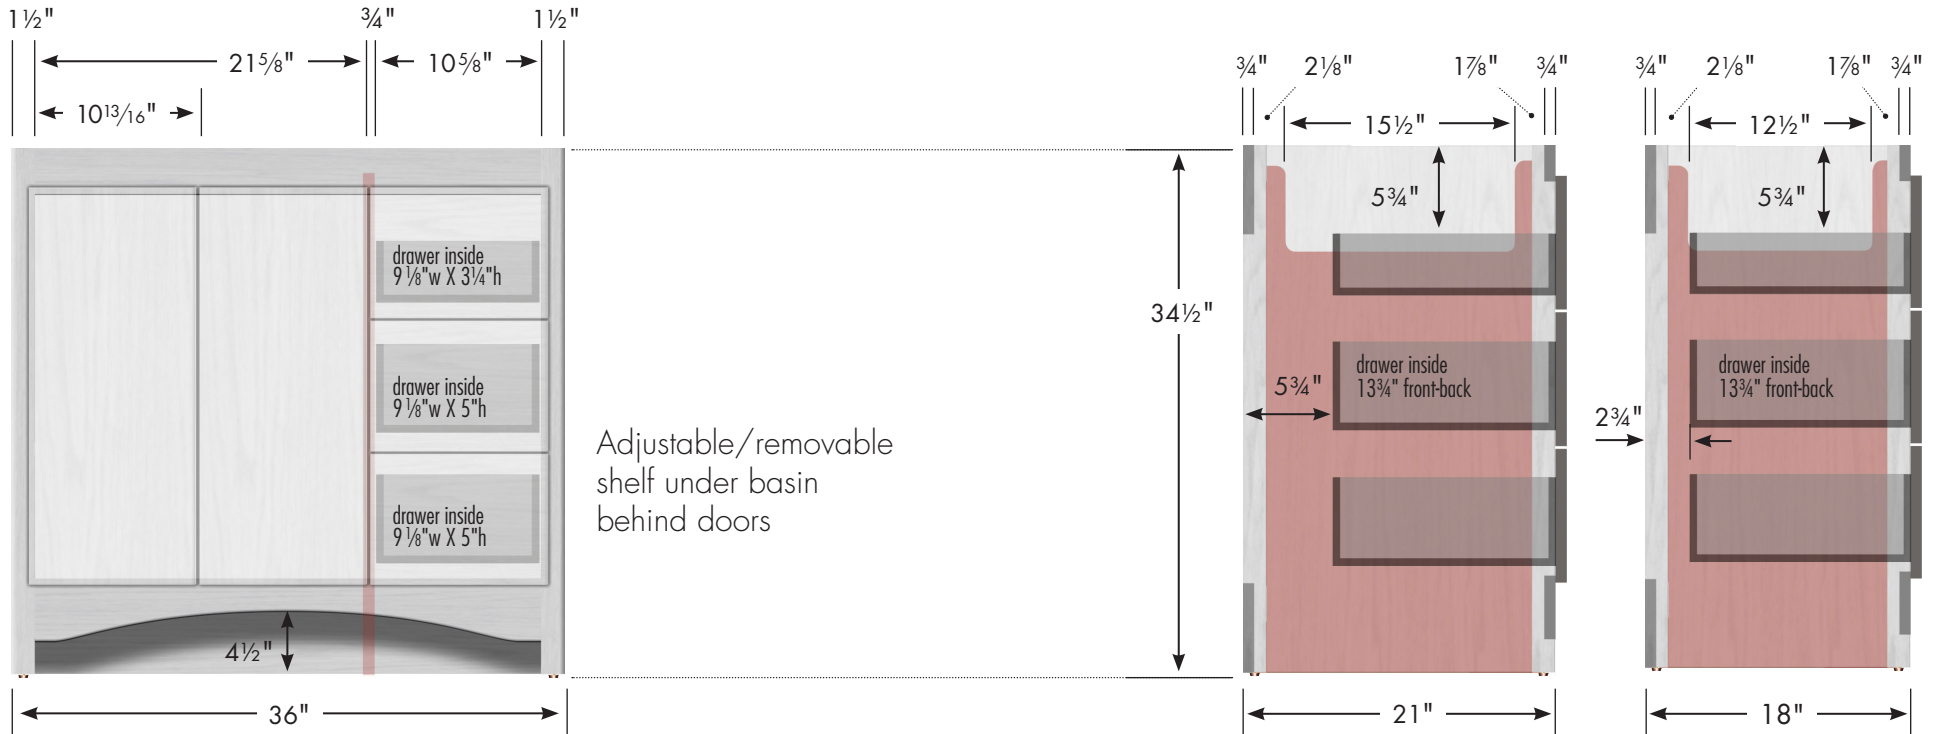 1½" ¾" 1½"
21⅝" 10⅝"
10¹³⁄₁₆"
drawer inside
9⅛"w X 3¼"h
drawer inside
9⅛"w X 5"h
drawer inside
9⅛"w X 5"h
4½"
36"
Adjustable/removable
shelf under basin
behind doors
34½"
¾" 2⅛" 1⅞" ¾"
15½"
5¾"
drawer inside
13¾" front-back
5¾"
21"
¾" 2⅛" 1⅞" ¾"
12½"
5¾"
drawer inside
13¾" front-back
2¾"
18"